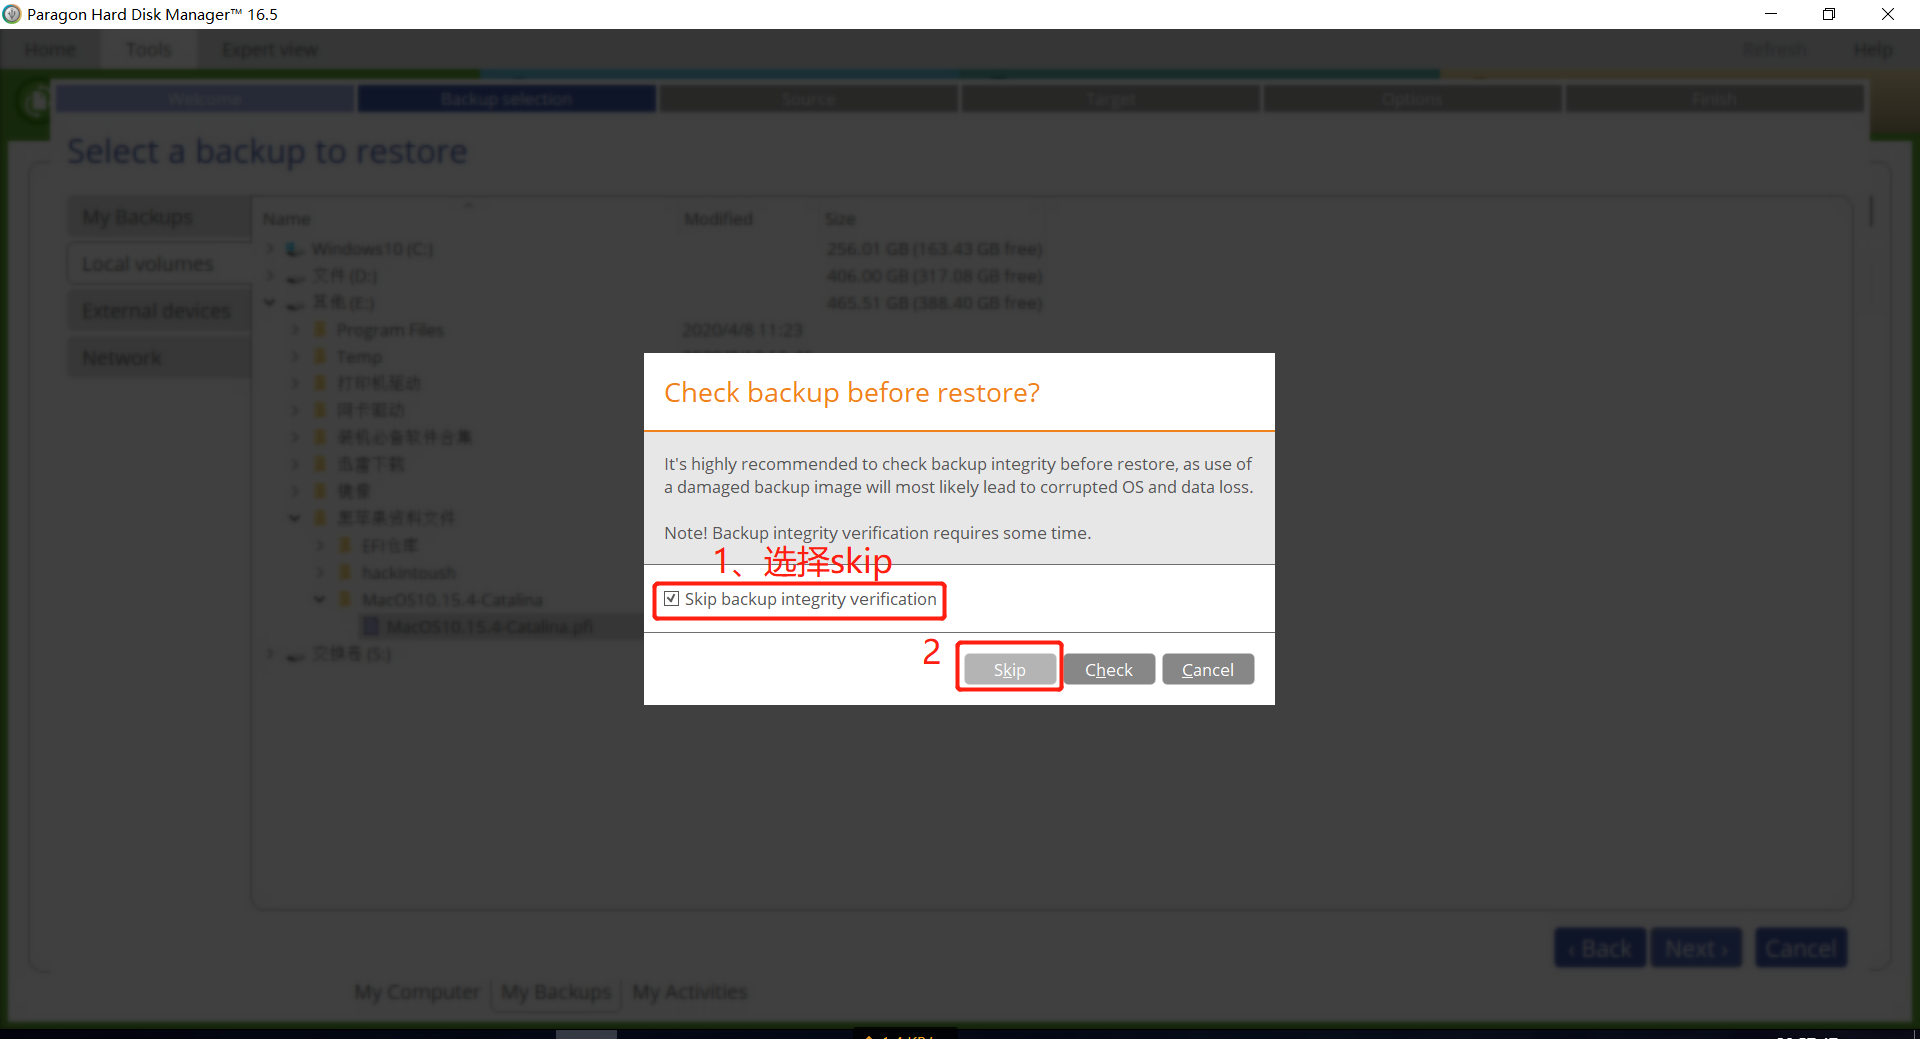 Paragon Hard Disk Manager™ 16.5
Home Tools Expert view Refresh Help
Welcome Backup selection Source Target Options Finish
Select a backup to restore
My Backups
Local volumes
External devices
Network
Name Modified Size
Windows10 (C:) 256.01 GB (163.43 GB free)
文件 (D:) 406.00 GB (317.08 GB free)
其他 (E:) 465.51 GB (388.40 GB free)
Program Files 2020/4/8 11:23
Temp
打印机驱动
网卡驱动
装机必备软件合集
迅雷下载
镜像
黑苹果资料文件
EFI仓库
hackintoush
MacOS10.15.4-Catalina
MacOS10.15.4-Catalina.pfi
交换卷 (S:)
Check backup before restore?
It's highly recommended to check backup integrity before restore, as use of
a damaged backup image will most likely lead to corrupted OS and data loss.
Note! Backup integrity verification requires some time.
1、选择skip
Skip backup integrity verification
2
Skip Check Cancel
‹ Back Next › Cancel
My Computer My Backups My Activities